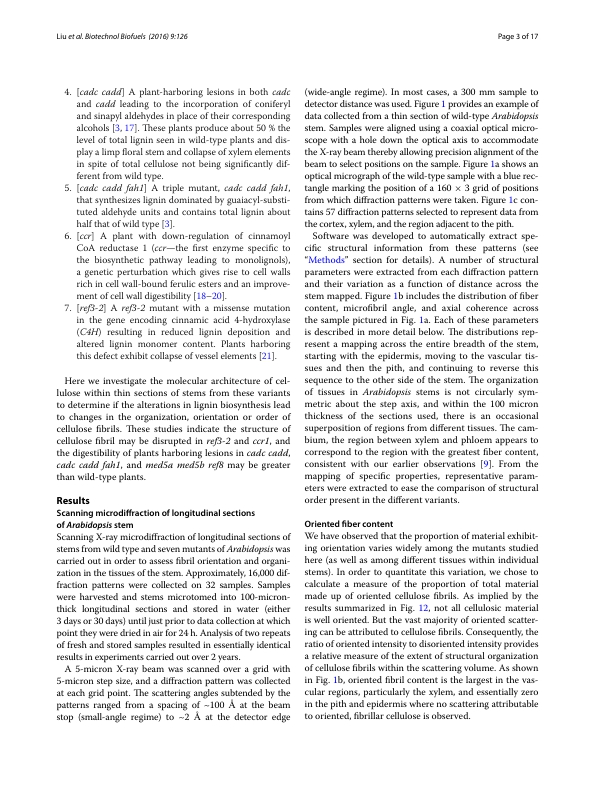 Liu et al. Biotechnol Biofuels (2016) 9:126
Page 3 of 17
4. [cadc cadd] A plant-harboring lesions in both cadc
and cadd leading to the incorporation of coniferyl
and sinapyl aldehydes in place of their corresponding
alcohols [3, 17]. These plants produce about 50 % the
level of total lignin seen in wild-type plants and dis-
play a limp floral stem and collapse of xylem elements
in spite of total cellulose not being significantly dif-
ferent from wild type.
5. [cadc cadd fah1] A triple mutant, cadc cadd fah1,
that synthesizes lignin dominated by guaiacyl-substi-
tuted aldehyde units and contains total lignin about
half that of wild type [3].
6. [ccr] A plant with down-regulation of cinnamoyl
CoA reductase 1 (ccr—the first enzyme specific to
the biosynthetic pathway leading to monolignols),
a genetic perturbation which gives rise to cell walls
rich in cell wall-bound ferulic esters and an improve-
ment of cell wall digestibility [18–20].
7. [ref3-2] A ref3-2 mutant with a missense mutation
in the gene encoding cinnamic acid 4-hydroxylase
(C4H) resulting in reduced lignin deposition and
altered lignin monomer content. Plants harboring
this defect exhibit collapse of vessel elements [21].
Here we investigate the molecular architecture of cel-
lulose within thin sections of stems from these variants
to determine if the alterations in lignin biosynthesis lead
to changes in the organization, orientation or order of
cellulose fibrils. These studies indicate the structure of
cellulose fibril may be disrupted in ref3-2 and ccr1, and
the digestibility of plants harboring lesions in cadc cadd,
cadc cadd fah1, and med5a med5b ref8 may be greater
than wild-type plants.
Results
Scanning microdiffraction of longitudinal sections
of Arabidopsis stem
Scanning X-ray microdiffraction of longitudinal sections of
stems from wild type and seven mutants of Arabidopsis was
carried out in order to assess fibril orientation and organi-
zation in the tissues of the stem. Approximately, 16,000 dif-
fraction patterns were collected on 32 samples. Samples
were harvested and stems microtomed into 100-micron-
thick longitudinal sections and stored in water (either
3 days or 30 days) until just prior to data collection at which
point they were dried in air for 24 h. Analysis of two repeats
of fresh and stored samples resulted in essentially identical
results in experiments carried out over 2 years.
A 5-micron X-ray beam was scanned over a grid with
5-micron step size, and a diffraction pattern was collected
at each grid point. The scattering angles subtended by the
patterns ranged from a spacing of ~100 Å at the beam
stop (small-angle regime) to ~2 Å at the detector edge
(wide-angle regime). In most cases, a 300 mm sample to
detector distance was used. Figure 1 provides an example of
data collected from a thin section of wild-type Arabidopsis
stem. Samples were aligned using a coaxial optical micro-
scope with a hole down the optical axis to accommodate
the X-ray beam thereby allowing precision alignment of the
beam to select positions on the sample. Figure 1a shows an
optical micrograph of the wild-type sample with a blue rec-
tangle marking the position of a 160 × 3 grid of positions
from which diffraction patterns were taken. Figure 1c con-
tains 57 diffraction patterns selected to represent data from
the cortex, xylem, and the region adjacent to the pith.
Software was developed to automatically extract spe-
cific structural information from these patterns (see
“Methods” section for details). A number of structural
parameters were extracted from each diffraction pattern
and their variation as a function of distance across the
stem mapped. Figure 1b includes the distribution of fiber
content, microfibril angle, and axial coherence across
the sample pictured in Fig. 1a. Each of these parameters
is described in more detail below. The distributions rep-
resent a mapping across the entire breadth of the stem,
starting with the epidermis, moving to the vascular tis-
sues and then the pith, and continuing to reverse this
sequence to the other side of the stem. The organization
of tissues in Arabidopsis stems is not circularly sym-
metric about the step axis, and within the 100 micron
thickness of the sections used, there is an occasional
superposition of regions from different tissues. The cam-
bium, the region between xylem and phloem appears to
correspond to the region with the greatest fiber content,
consistent with our earlier observations [9]. From the
mapping of specific properties, representative param-
eters were extracted to ease the comparison of structural
order present in the different variants.
Oriented fiber content
We have observed that the proportion of material exhibit-
ing orientation varies widely among the mutants studied
here (as well as among different tissues within individual
stems). In order to quantitate this variation, we chose to
calculate a measure of the proportion of total material
made up of oriented cellulose fibrils. As implied by the
results summarized in Fig. 12, not all cellulosic material
is well oriented. But the vast majority of oriented scatter-
ing can be attributed to cellulose fibrils. Consequently, the
ratio of oriented intensity to disoriented intensity provides
a relative measure of the extent of structural organization
of cellulose fibrils within the scattering volume. As shown
in Fig. 1b, oriented fibril content is the largest in the vas-
cular regions, particularly the xylem, and essentially zero
in the pith and epidermis where no scattering attributable
to oriented, fibrillar cellulose is observed.